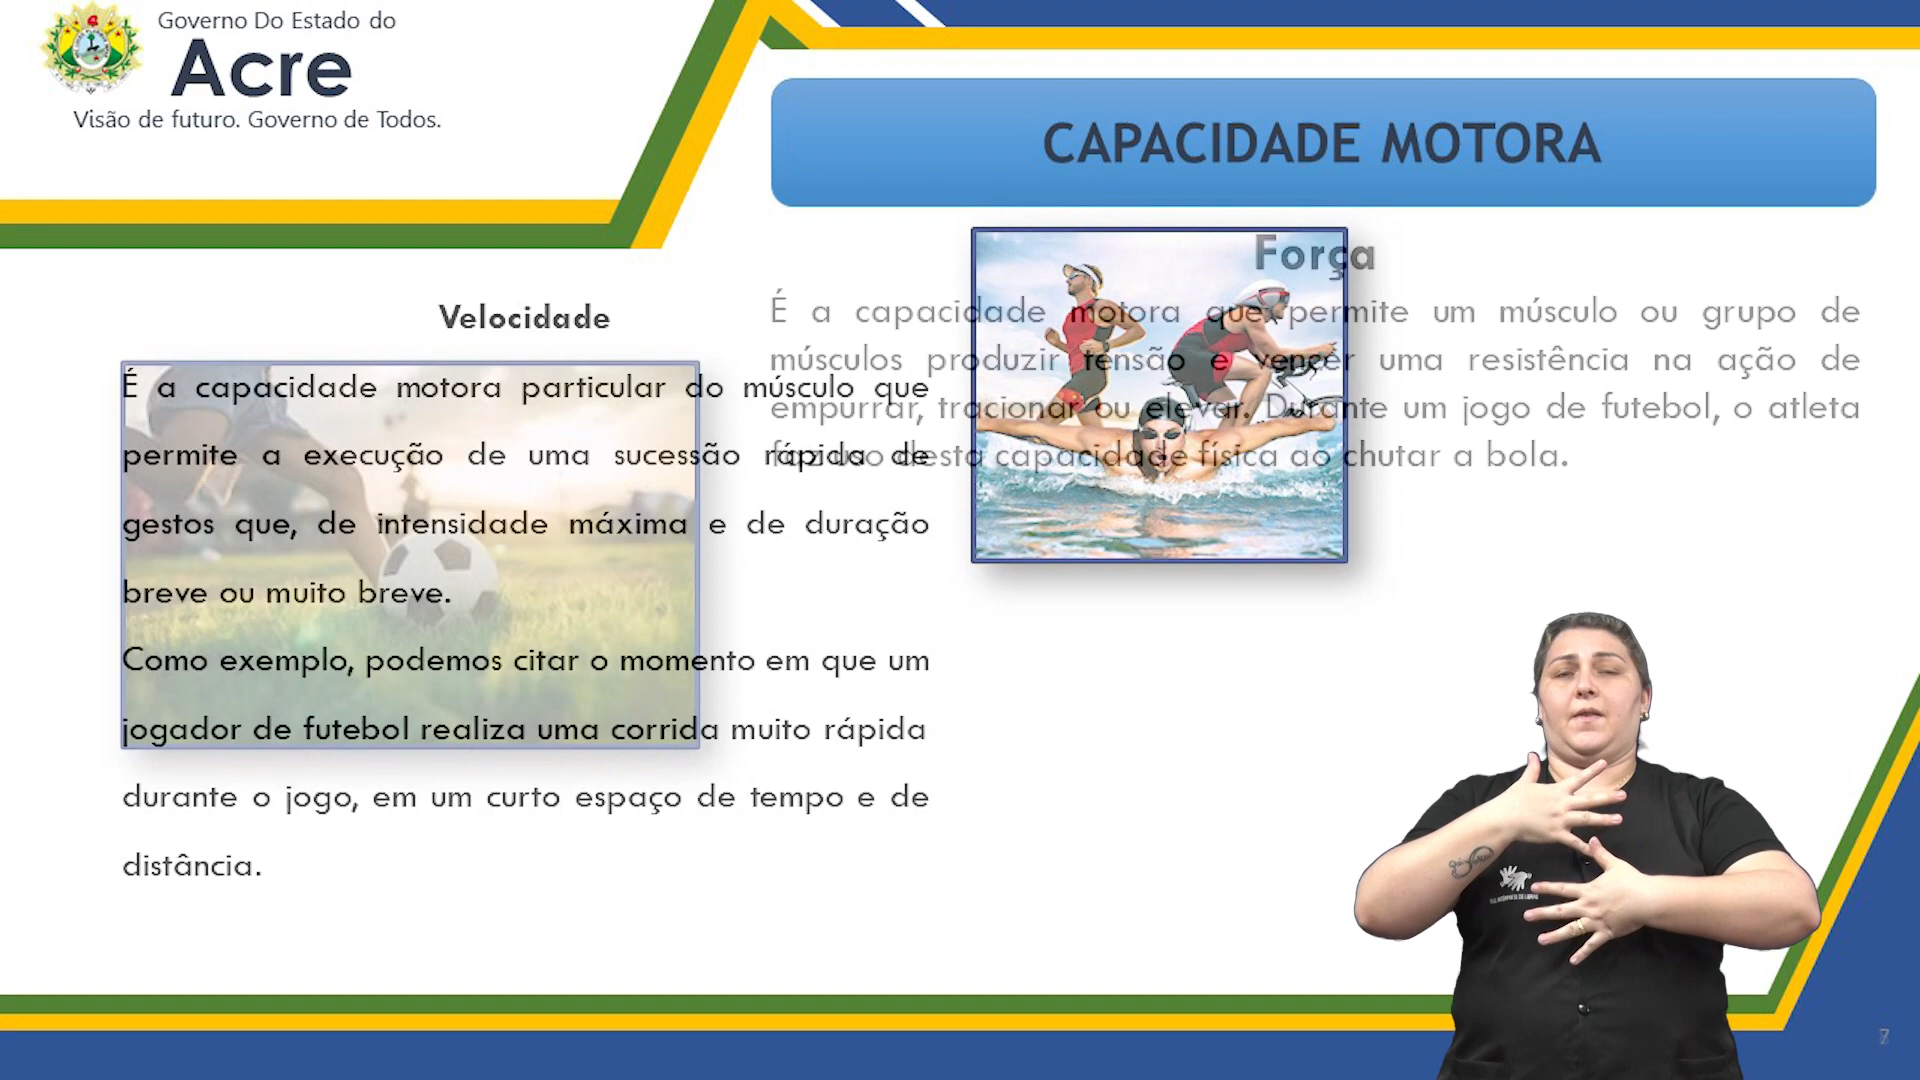 Governo Do Estado do
Acre
Visão de futuro. Governo de Todos.
CAPACIDADE MOTORA
Força
É a capacidade motora que permite um músculo ou grupo de
músculos produzir tensão e vencer uma resistência na ação de
empurrar, tracionar ou elevar. Durante um jogo de futebol, o atleta
faz uso desta capacidade física ao chutar a bola.
Velocidade
É a capacidade motora particular do músculo que
permite a execução de uma sucessão rápida de
gestos que, de intensidade máxima e de duração
breve ou muito breve.
Como exemplo, podemos citar o momento em que um
jogador de futebol realiza uma corrida muito rápida
durante o jogo, em um curto espaço de tempo e de
distância.